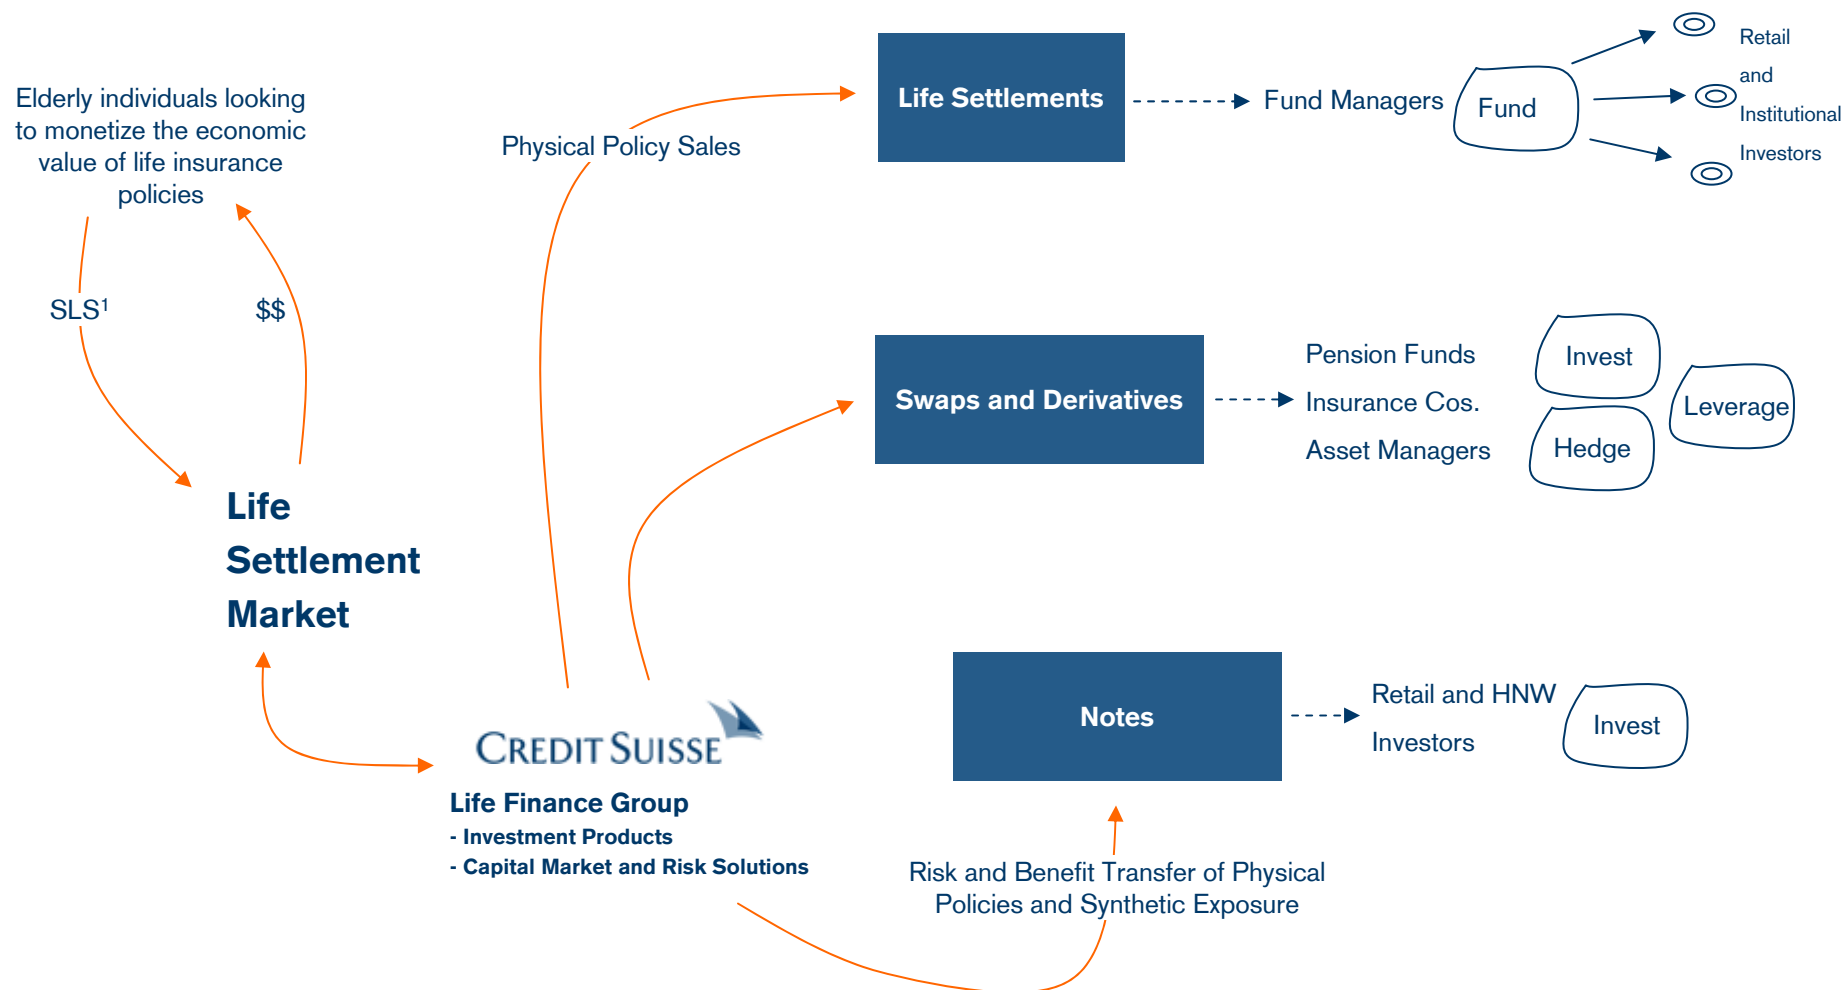 Elderly individuals looking
to monetize the economic
value of life insurance
policies
SLS¹
$$
Life
Settlement
Market
CREDIT SUISSE
Life Finance Group
- Investment Products
- Capital Market and Risk Solutions
Physical Policy Sales
Life Settlements
Fund Managers
Fund
Retail
and
Institutional
Investors
Swaps and Derivatives
Pension Funds
Insurance Cos.
Asset Managers
Invest
Leverage
Hedge
Notes
Retail and HNW
Investors
Invest
Risk and Benefit Transfer of Physical
Policies and Synthetic Exposure